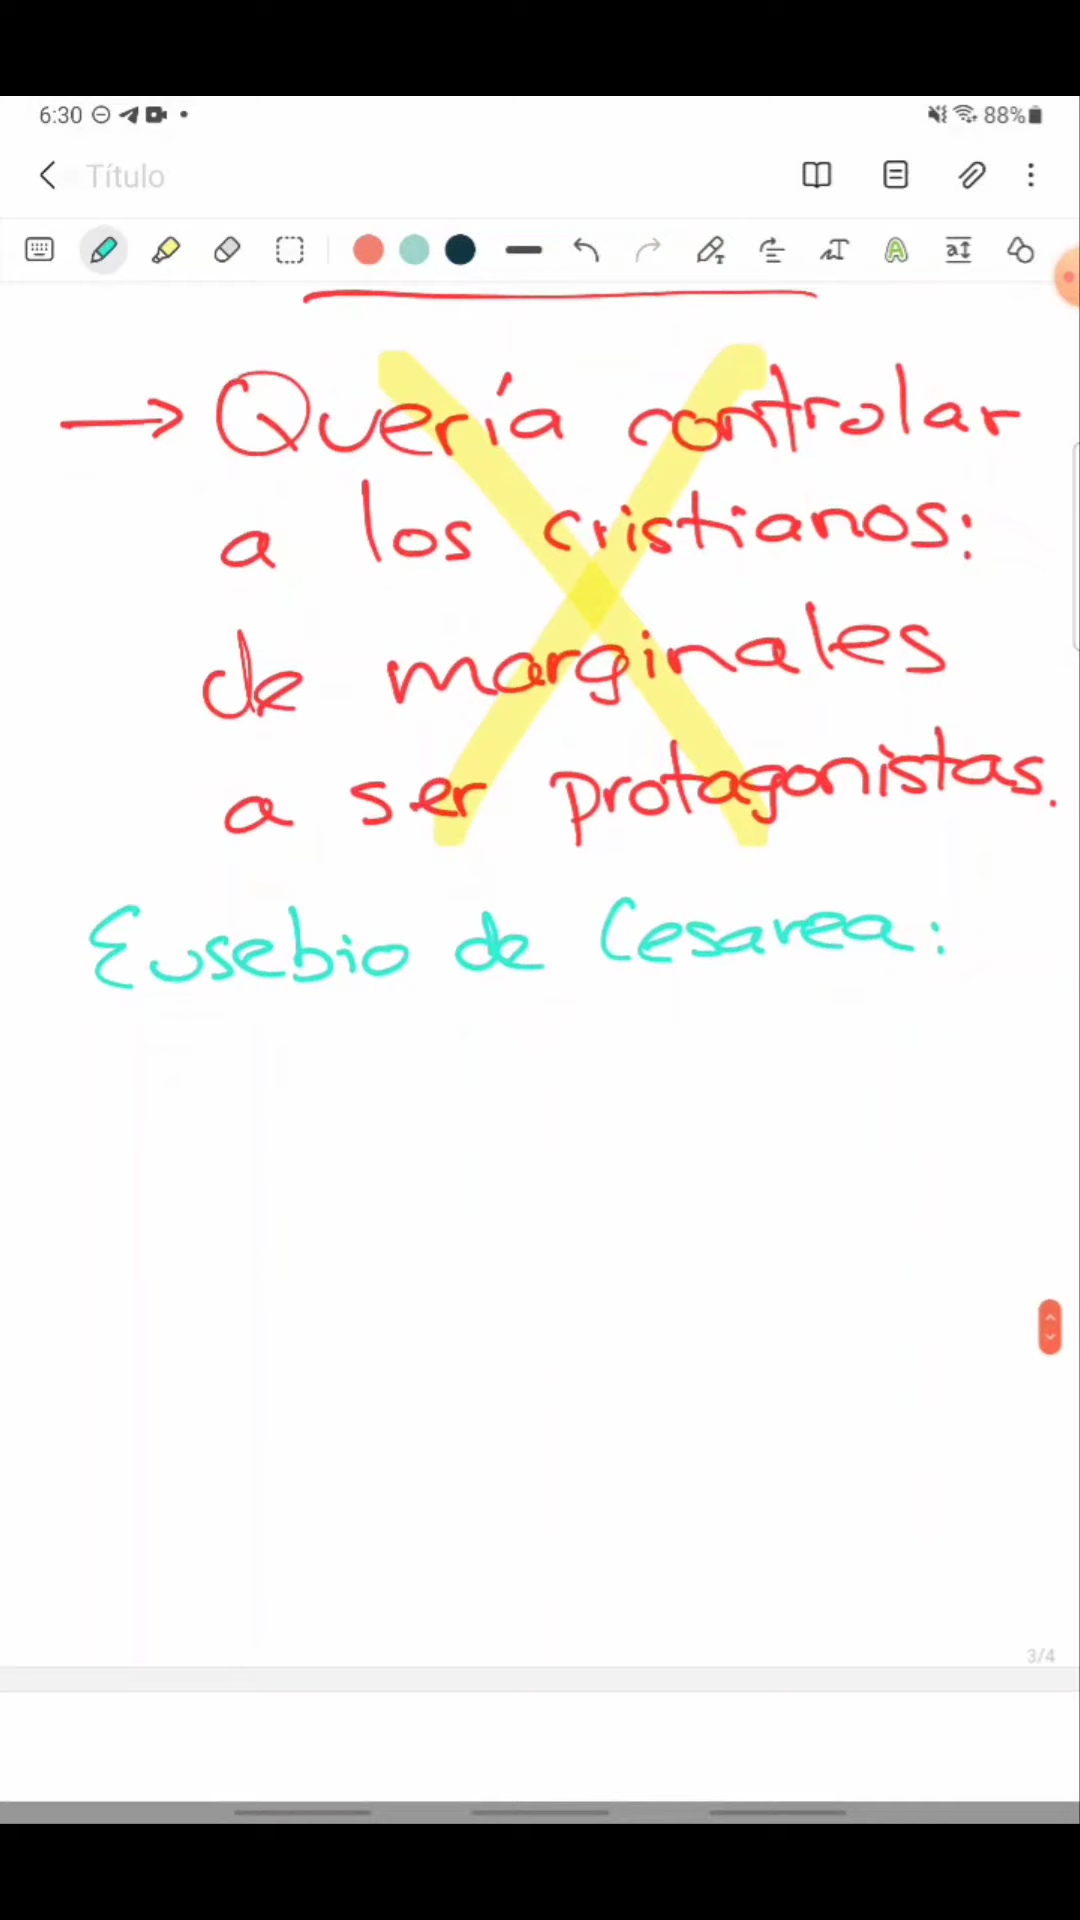 6:30 88%
Título
→ Quería controlar
a los cristianos:
de marginales
a ser protagonistas.
Eusebio de Cesarea:
3/4